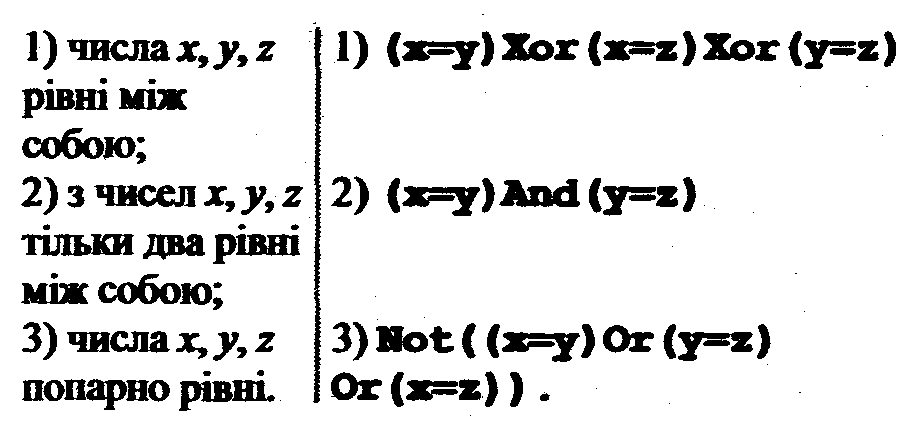 1) числа x, y, z
рівні між
собою;
2) з чисел x, y, z
тільки два рівні
між собою;
3) числа x, y, z
попарно рівні.
1) (x=y)Xor(x=z)Xor(y=z)
2) (x=y)And(y=z)
3) Not((x=y)Or(y=z)
Or(x=z)).